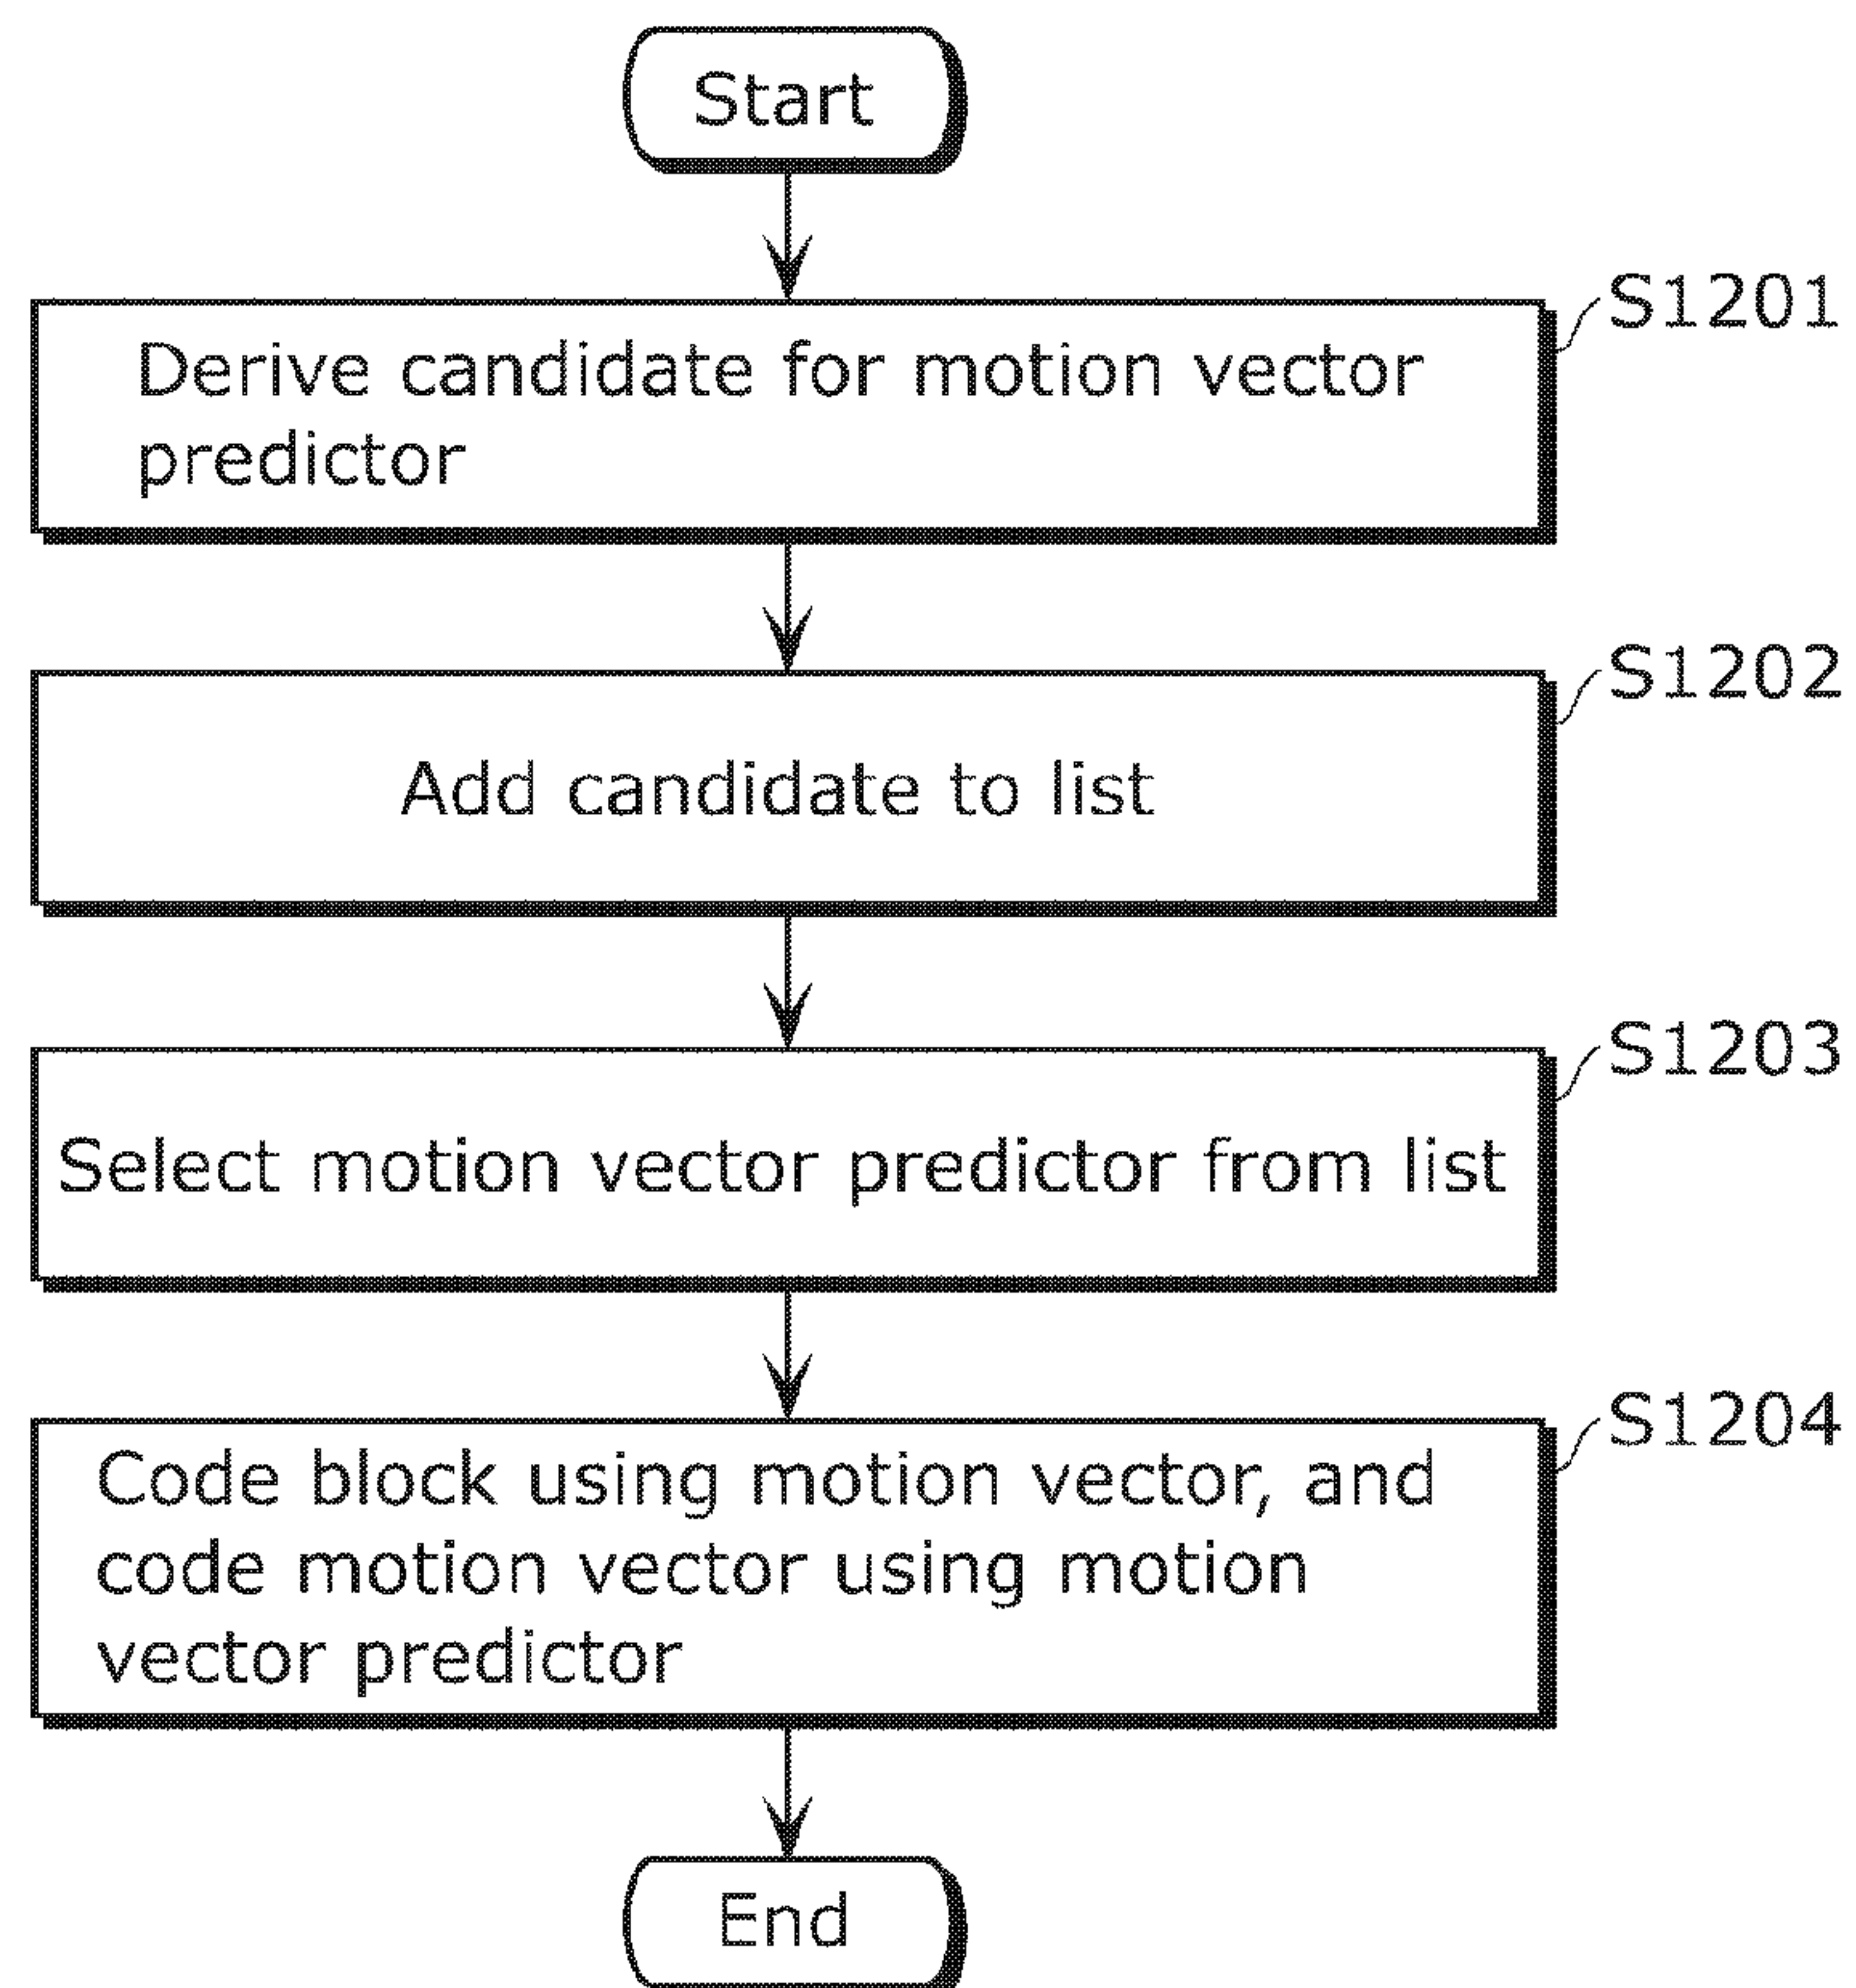 Start
S1201
Derive candidate for motion vector
predictor
S1202
Add candidate to list
S1203
Select motion vector predictor from list
S1204
Code block using motion vector, and
code motion vector using motion
vector predictor
End